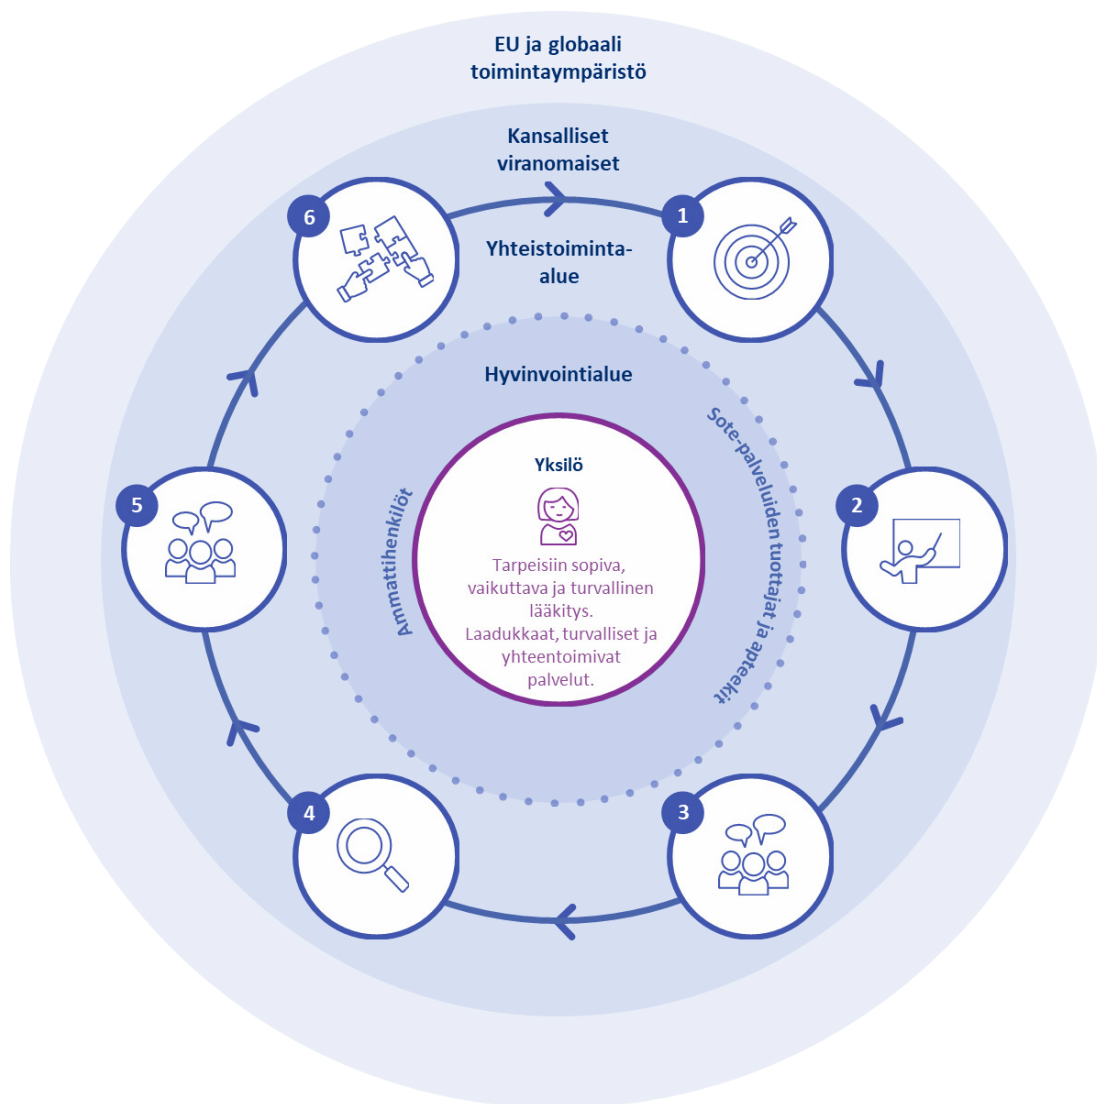 EU ja globaali
toimintaympäristö
Kansalliset
viranomaiset
6
1
Yhteistoiminta-
alue
Hyvinvointialue
Sote-palveluiden tuottajat ja apteekit
Ammattihenkilöt
Yksilö
5
2
Tarpeisiin sopiva,
vaikuttava ja turvallinen
lääkitys.
Laadukkaat, turvalliset ja
yhteentoimivat
palvelut.
4
3